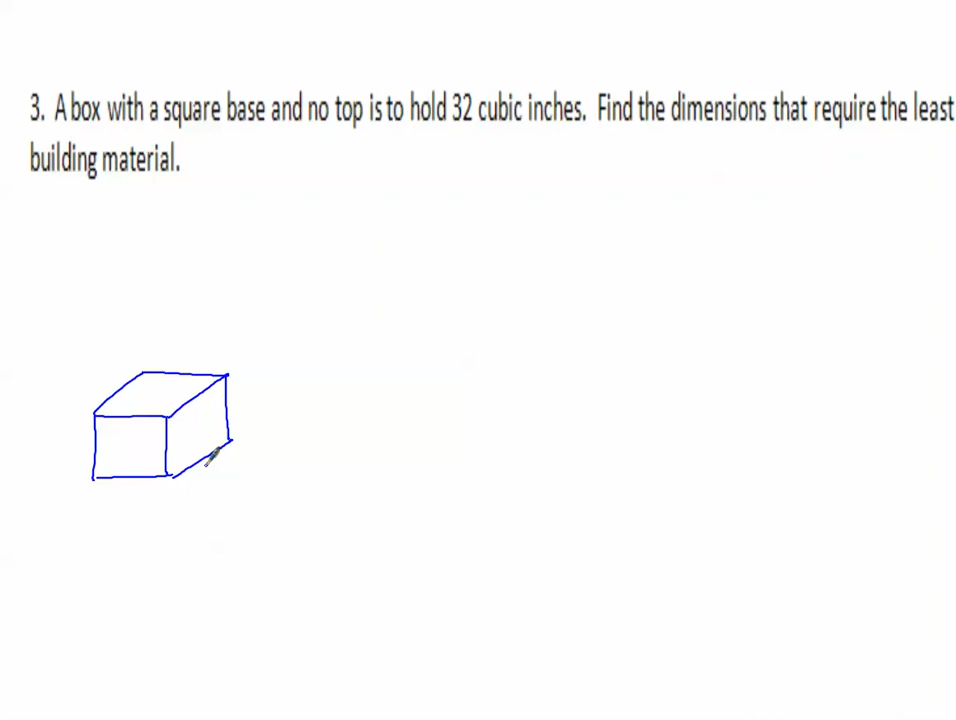 3. A box with a square base and no top is to hold 32 cubic inches. Find the dimensions that require the least
building material.